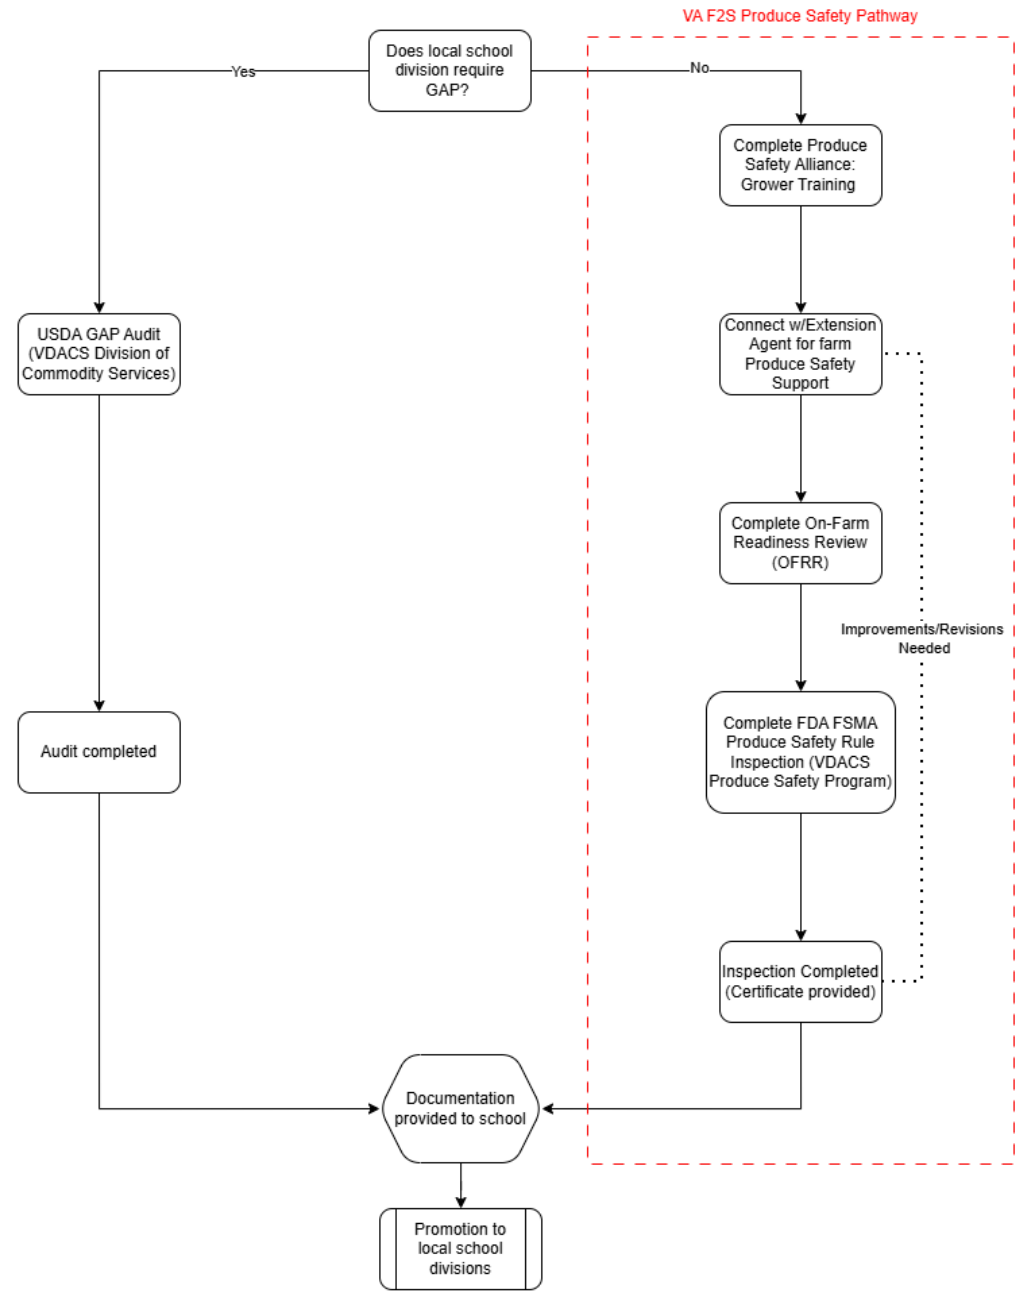 VA F2S Produce Safety Pathway
Does local school
division require
GAP?
Yes
No
Complete Produce
Safety Alliance:
Grower Training
USDA GAP Audit
(VDACS Division of
Commodity Services)
Connect w/Extension
Agent for farm
Produce Safety
Support
Complete On-Farm
Readiness Review
(OFRR)
Improvements/Revisions
Needed
Audit completed
Complete FDA FSMA
Produce Safety Rule
Inspection (VDACS
Produce Safety Program)
Inspection Completed
(Certificate provided)
Documentation
provided to school
Promotion to
local school
divisions